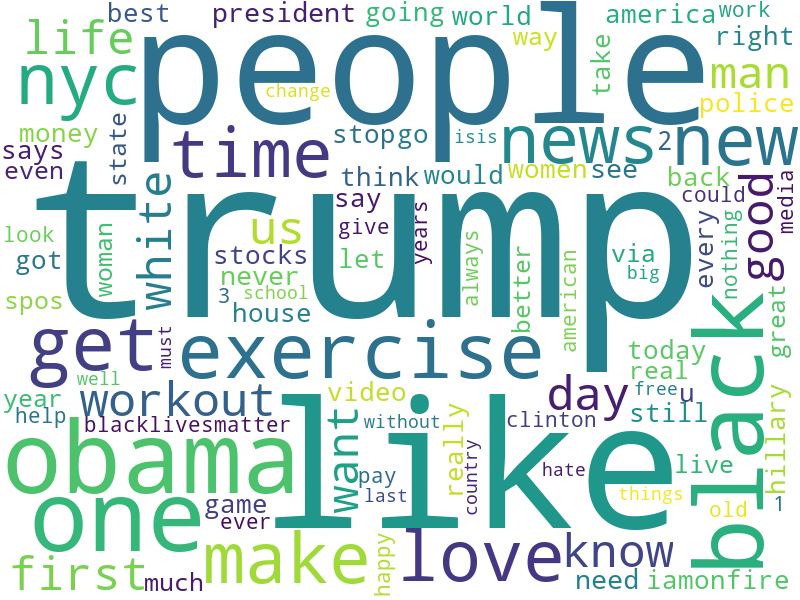 best president going world america work
life way right
nyc people take man
change police
money time stopgo isis news 2 new
says state
even white think would women see back could
say every good media
look us give years let always better via nothing
got woman stocks american big
never
spos 3 school house
must
get exercise today great
well real
year workout video free u
help blacklivesmatter without clinton still
day
obama like want really black hillary
pay live
one game last country hate things
ever old 1
first make love know
much happy need iamonfire
trump